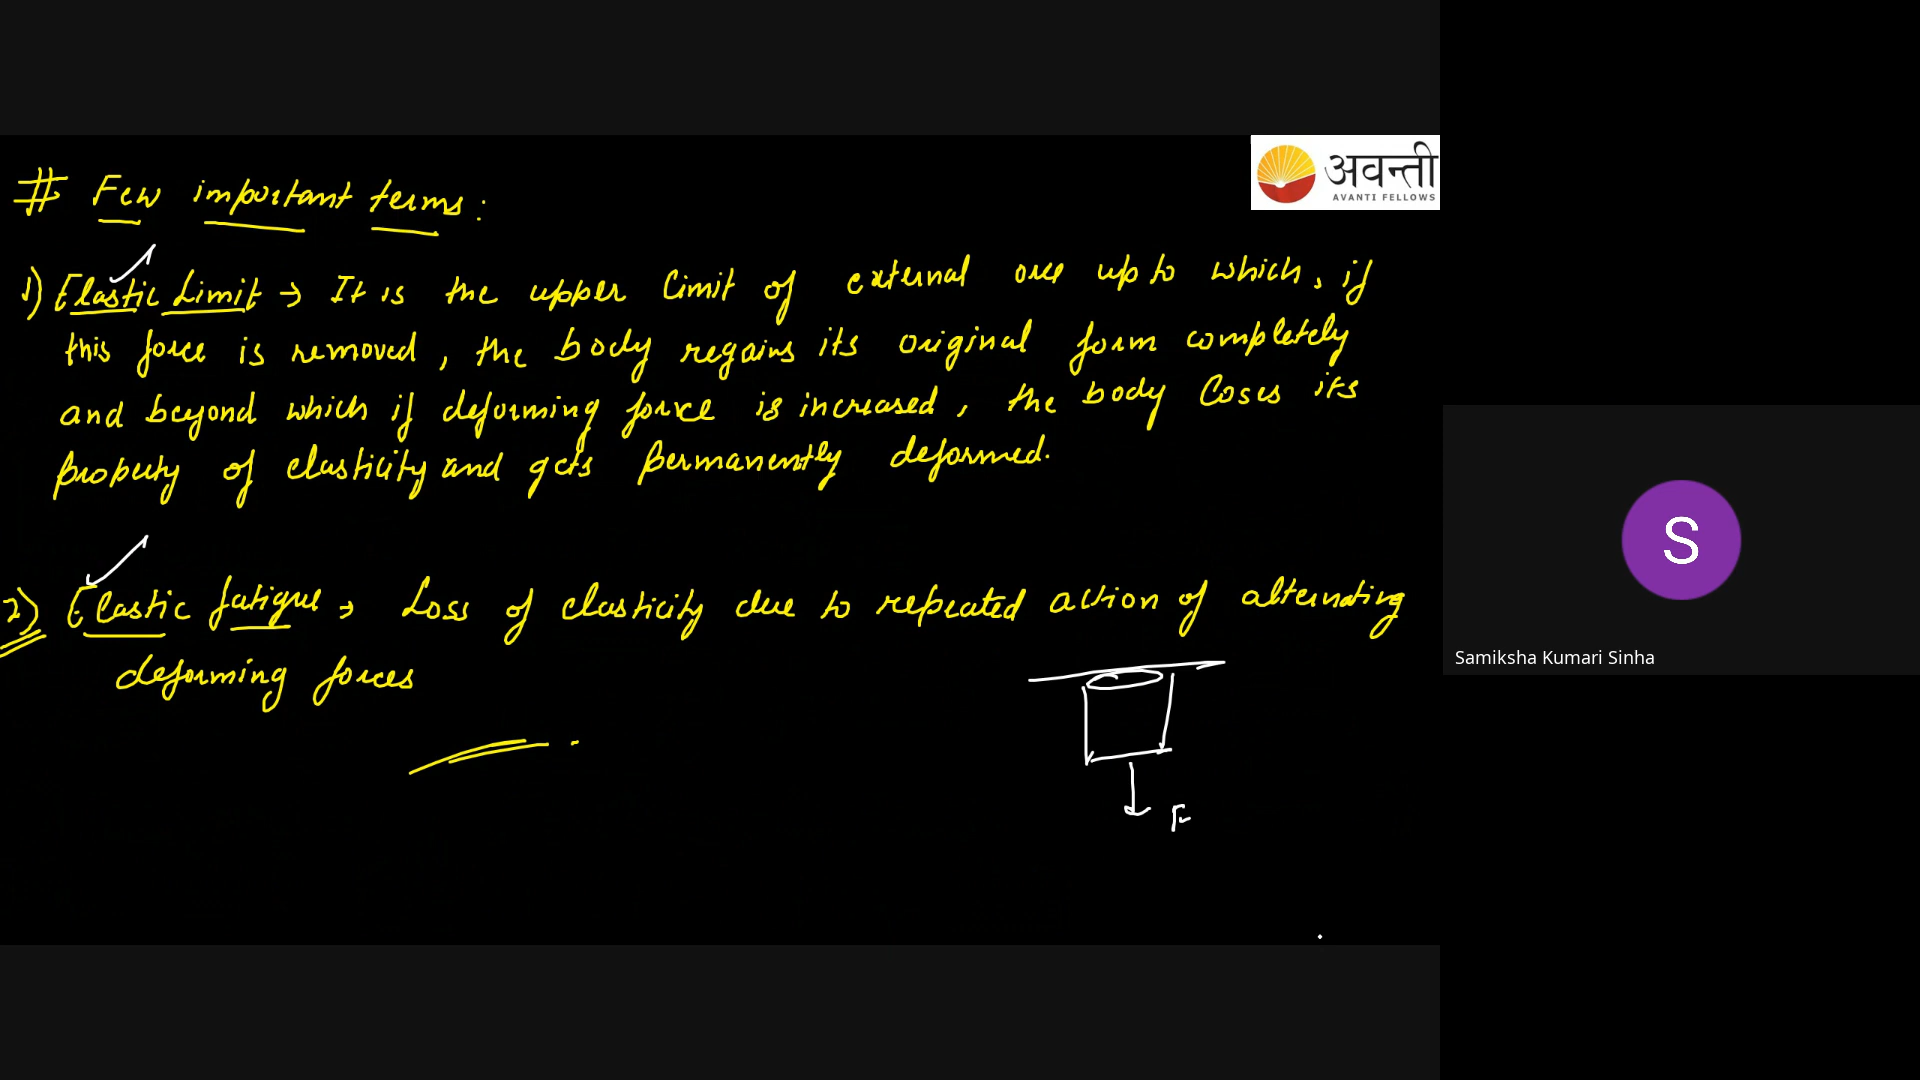 # Few important terms:
अवन्ती
AVANTI FELLOWS
1) Elastic Limit → It is the upper limit of external orce upto which, if
this force is removed, the body regains its original form completely
and beyond which if deforming force is increased, the body loses its
property of elasticity and gets permanently deformed.
2) Elastic fatigue → Loss of elasticity due to repeated action of alternating
deforming forces
F
S
Samiksha Kumari Sinha